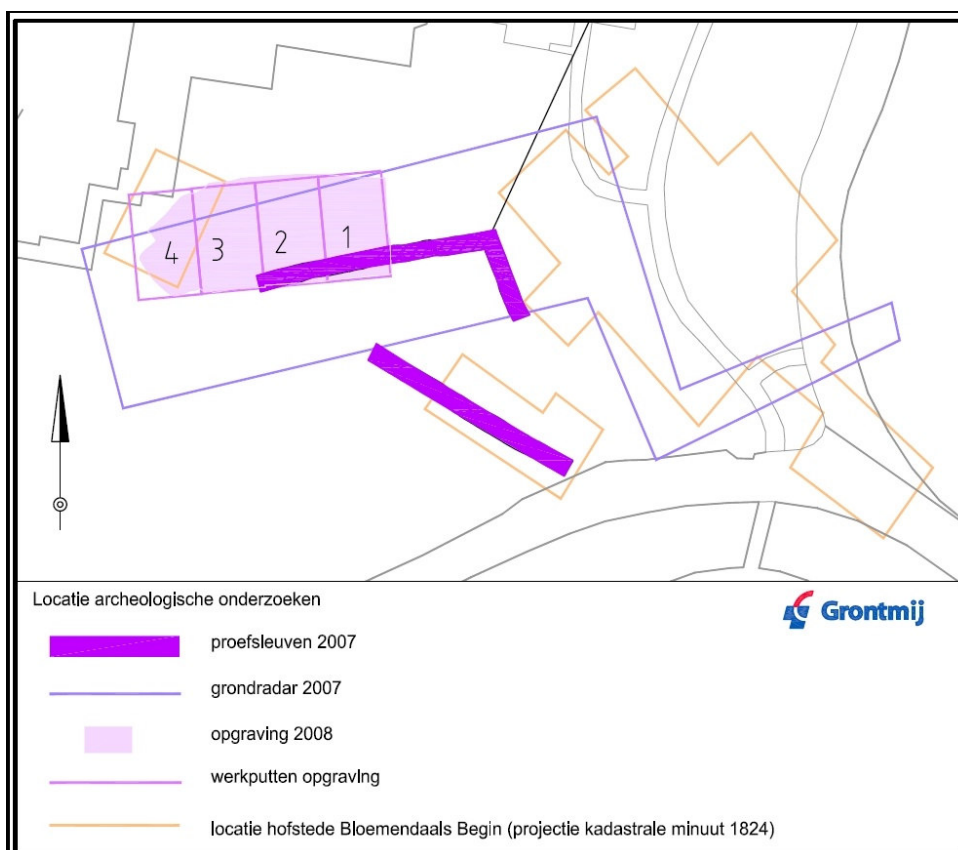 4 3 2 1
Locatie archeologische onderzoeken
Grontmij
proefsleuven 2007
grondradar 2007
opgraving 2008
werkputten opgraving
locatie hofstede Bloemendaals Begin (projectie kadastrale minuut 1824)